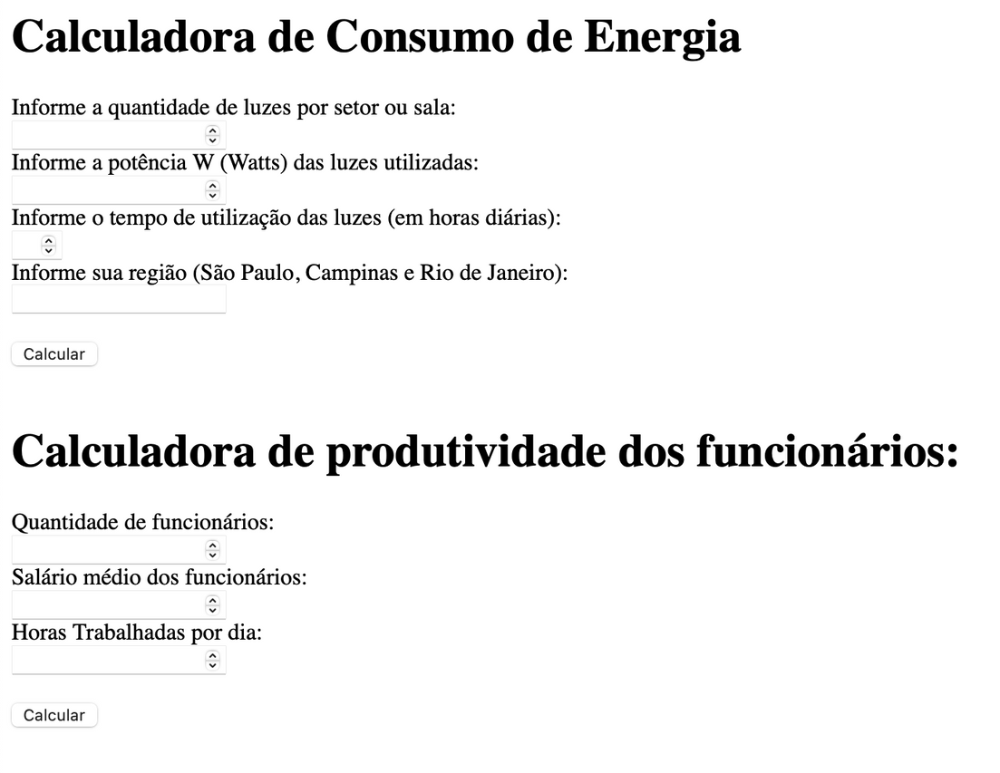 Calculadora de Consumo de Energia
Informe a quantidade de luzes por setor ou sala:
Informe a potência W (Watts) das luzes utilizadas:
Informe o tempo de utilização das luzes (em horas diárias):
Informe sua região (São Paulo, Campinas e Rio de Janeiro):
Calcular
Calculadora de produtividade dos funcionários:
Quantidade de funcionários:
Salário médio dos funcionários:
Horas Trabalhadas por dia:
Calcular